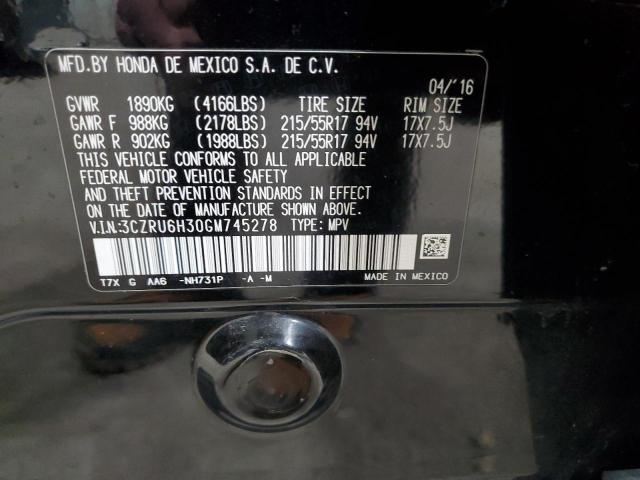 MFD.BY HONDA DE MEXICO S.A. DE C.V.
04/'16
GVWR 1890KG (4166LBS) TIRE SIZE RIM SIZE
GAWR F 988KG (2178LBS) 215/55R17 94V 17X7.5J
GAWR R 902KG (1988LBS) 215/55R17 94V 17X7.5J
THIS VEHICLE CONFORMS TO ALL APPLICABLE
FEDERAL MOTOR VEHICLE SAFETY
AND THEFT PREVENTION STANDARDS IN EFFECT
ON THE DATE OF MANUFACTURE SHOWN ABOVE.
V.I.N.:3CZRU6H30GM745278 TYPE: MPV
T7X G AA6 -NH731P -A -M MADE IN MEXICO